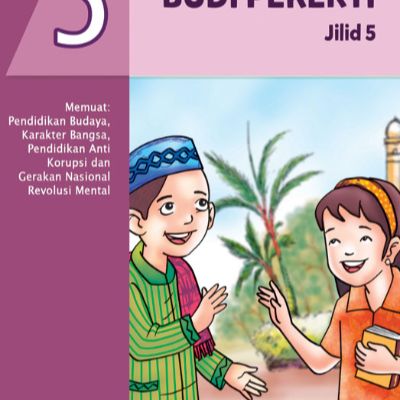 5
BUDI PEKERTI
Jilid 5
Memuat:
Pendidikan Budaya,
Karakter Bangsa,
Pendidikan Anti
Korupsi dan
Gerakan Nasional
Revolusi Mental